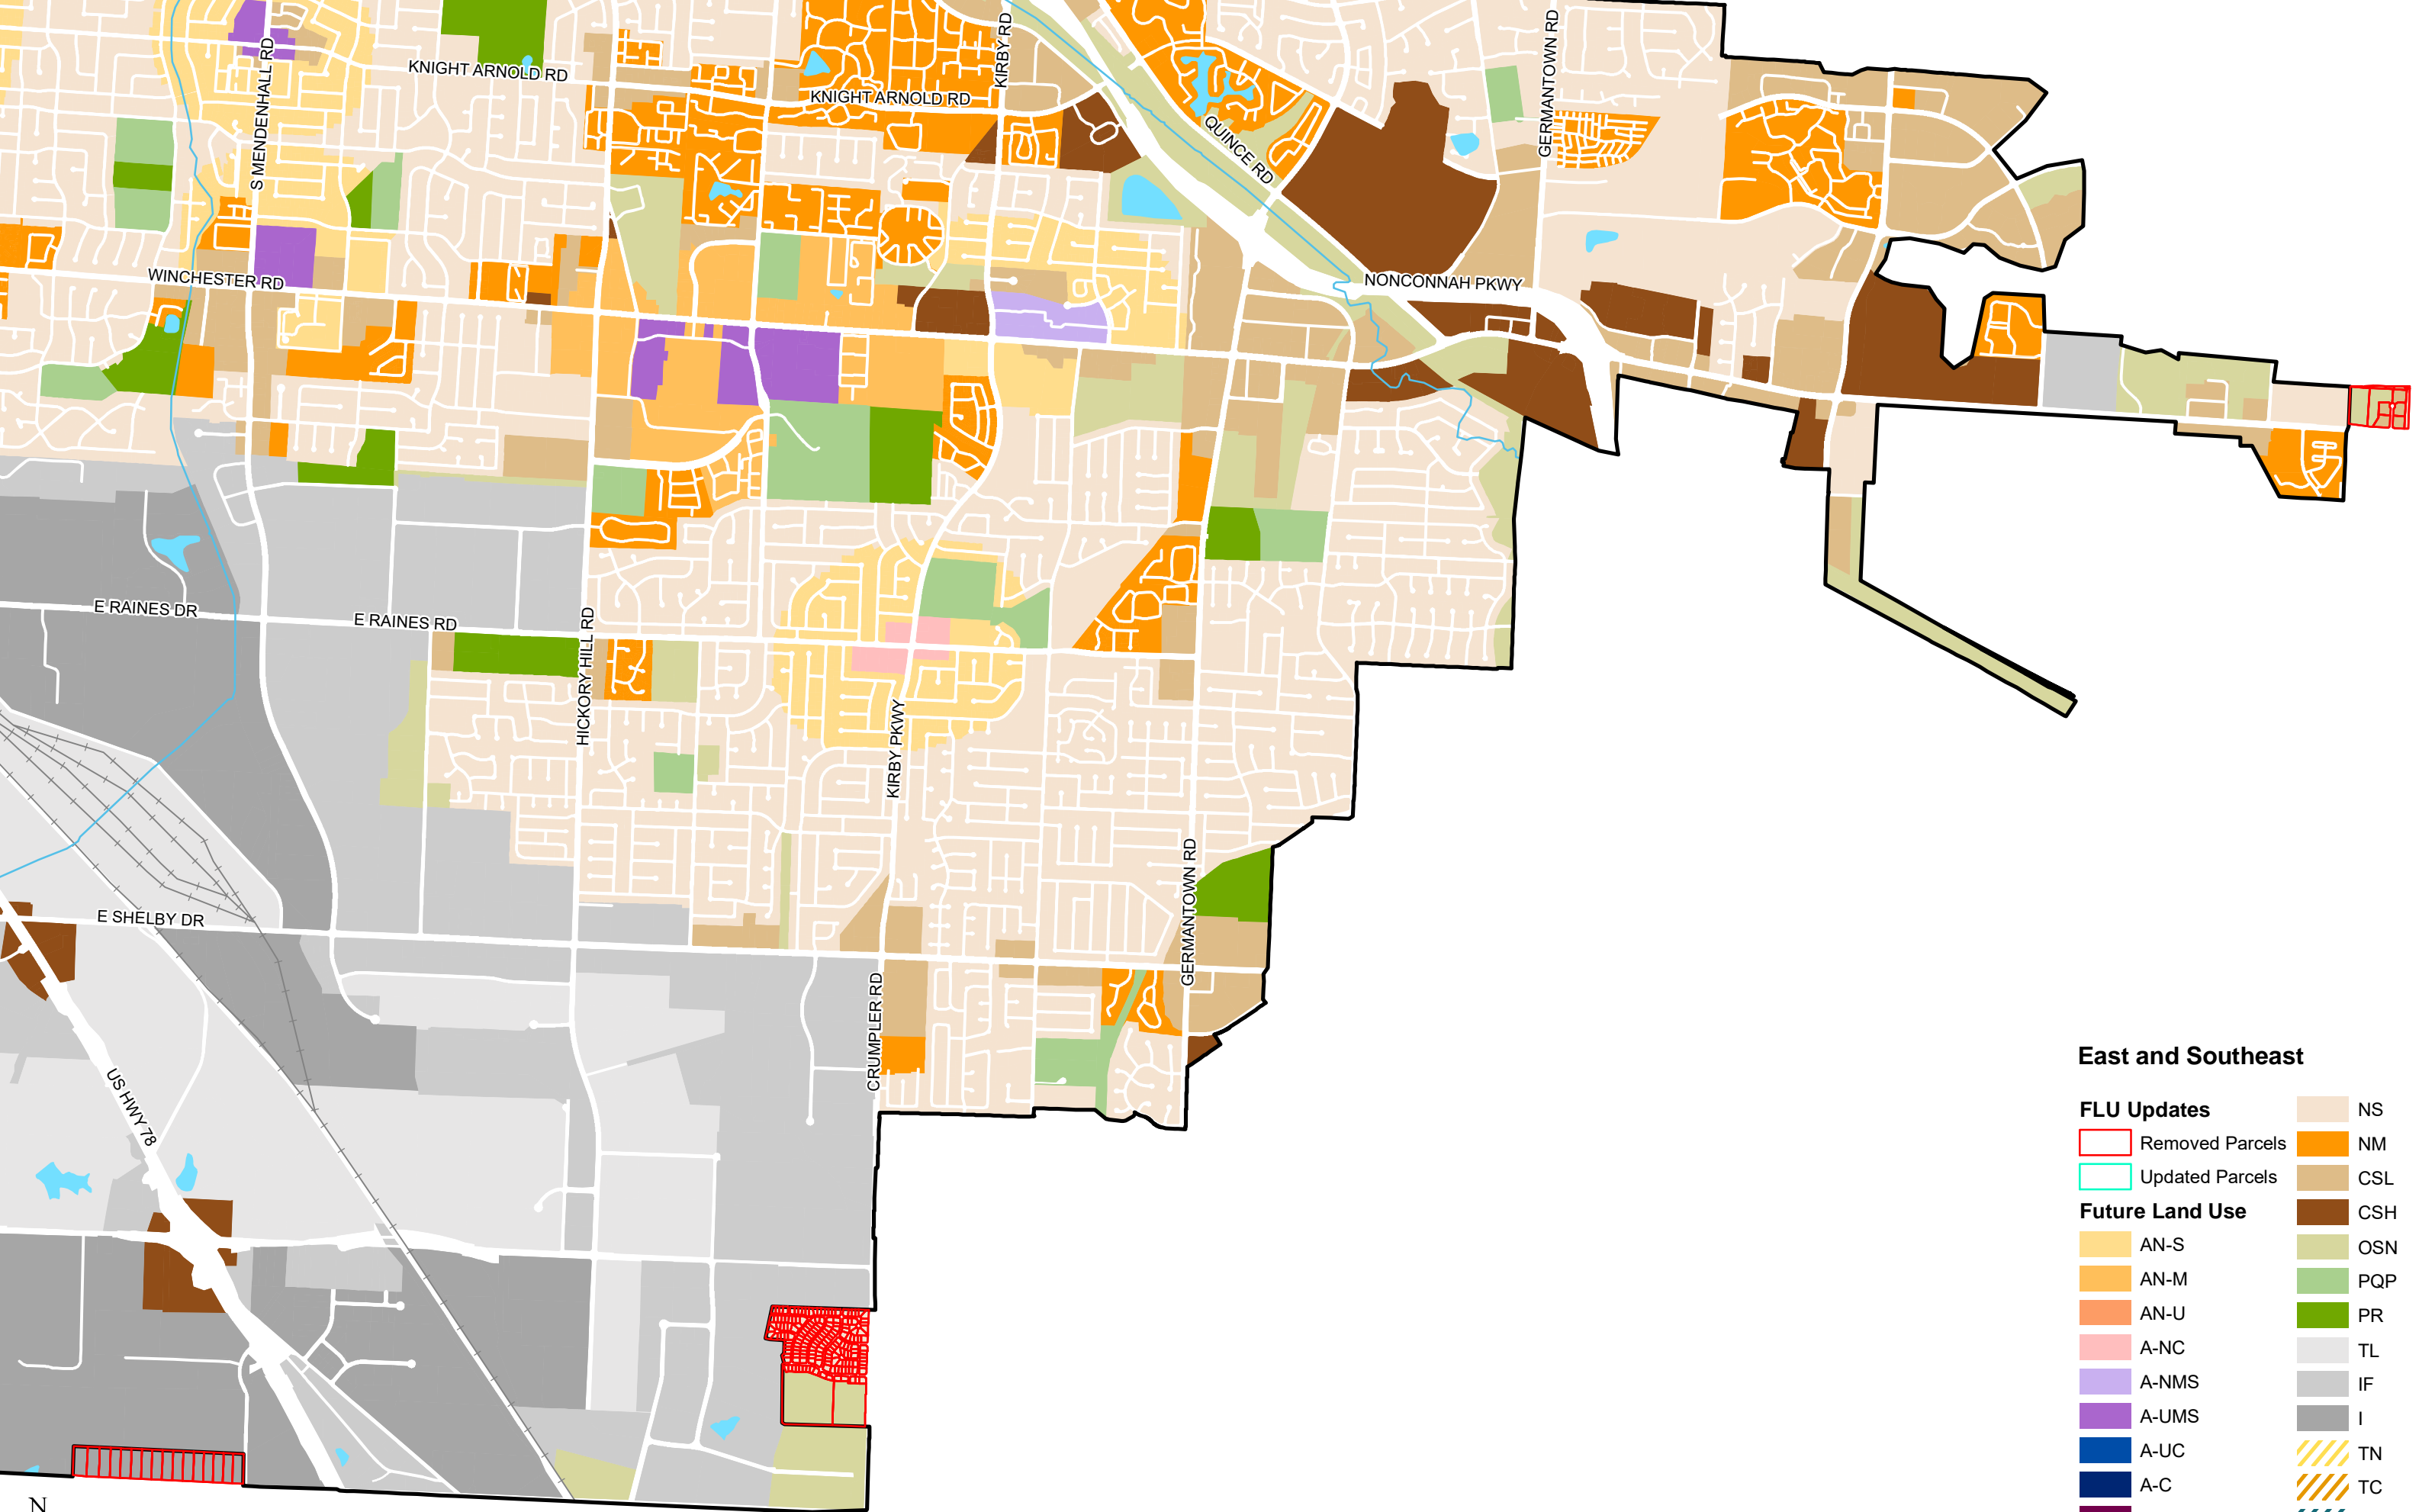 KIRBY RD
GERMANTOWN RD
S MENDENHALL RD
KNIGHT ARNOLD RD
KNIGHT ARNOLD RD
QUINCE RD
WINCHESTER RD
NONCONNAH PKWY
E RAINES DR
E RAINES RD
HICKORY HILL RD
KIRBY PKWY
GERMANTOWN RD
E SHELBY DR
CRUMPLER RD
US HWY 78
N
East and Southeast
FLU Updates
Removed Parcels
Updated Parcels
Future Land Use
AN-S
AN-M
AN-U
A-NC
A-NMS
A-UMS
A-UC
A-C
NS
NM
CSL
CSH
OSN
PQP
PR
TL
IF
I
TN
TC